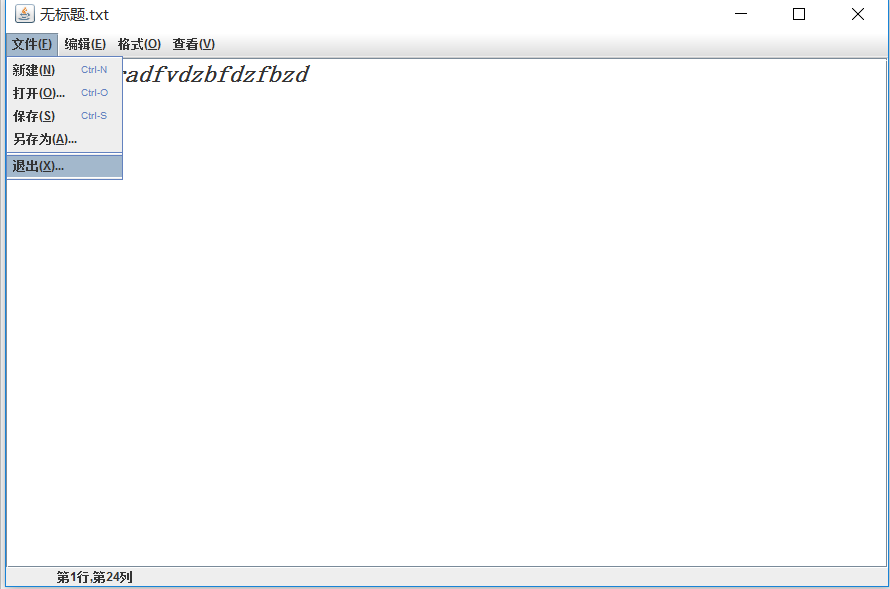 无标题.txt
文件(F) 编辑(E) 格式(O) 查看(V)
新建(N) Ctrl-N
打开(O)... Ctrl-O
保存(S) Ctrl-S
另存为(A)...
退出(X)...
adfvdzbfdzfbzd
第1行,第24列